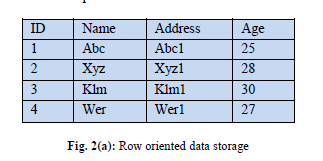 ID Name Address Age
1 Abc Abc1 25
2 Xyz Xyz1 28
3 Klm Klm1 30
4 Wer Wer1 27
Fig. 2(a): Row oriented data storage